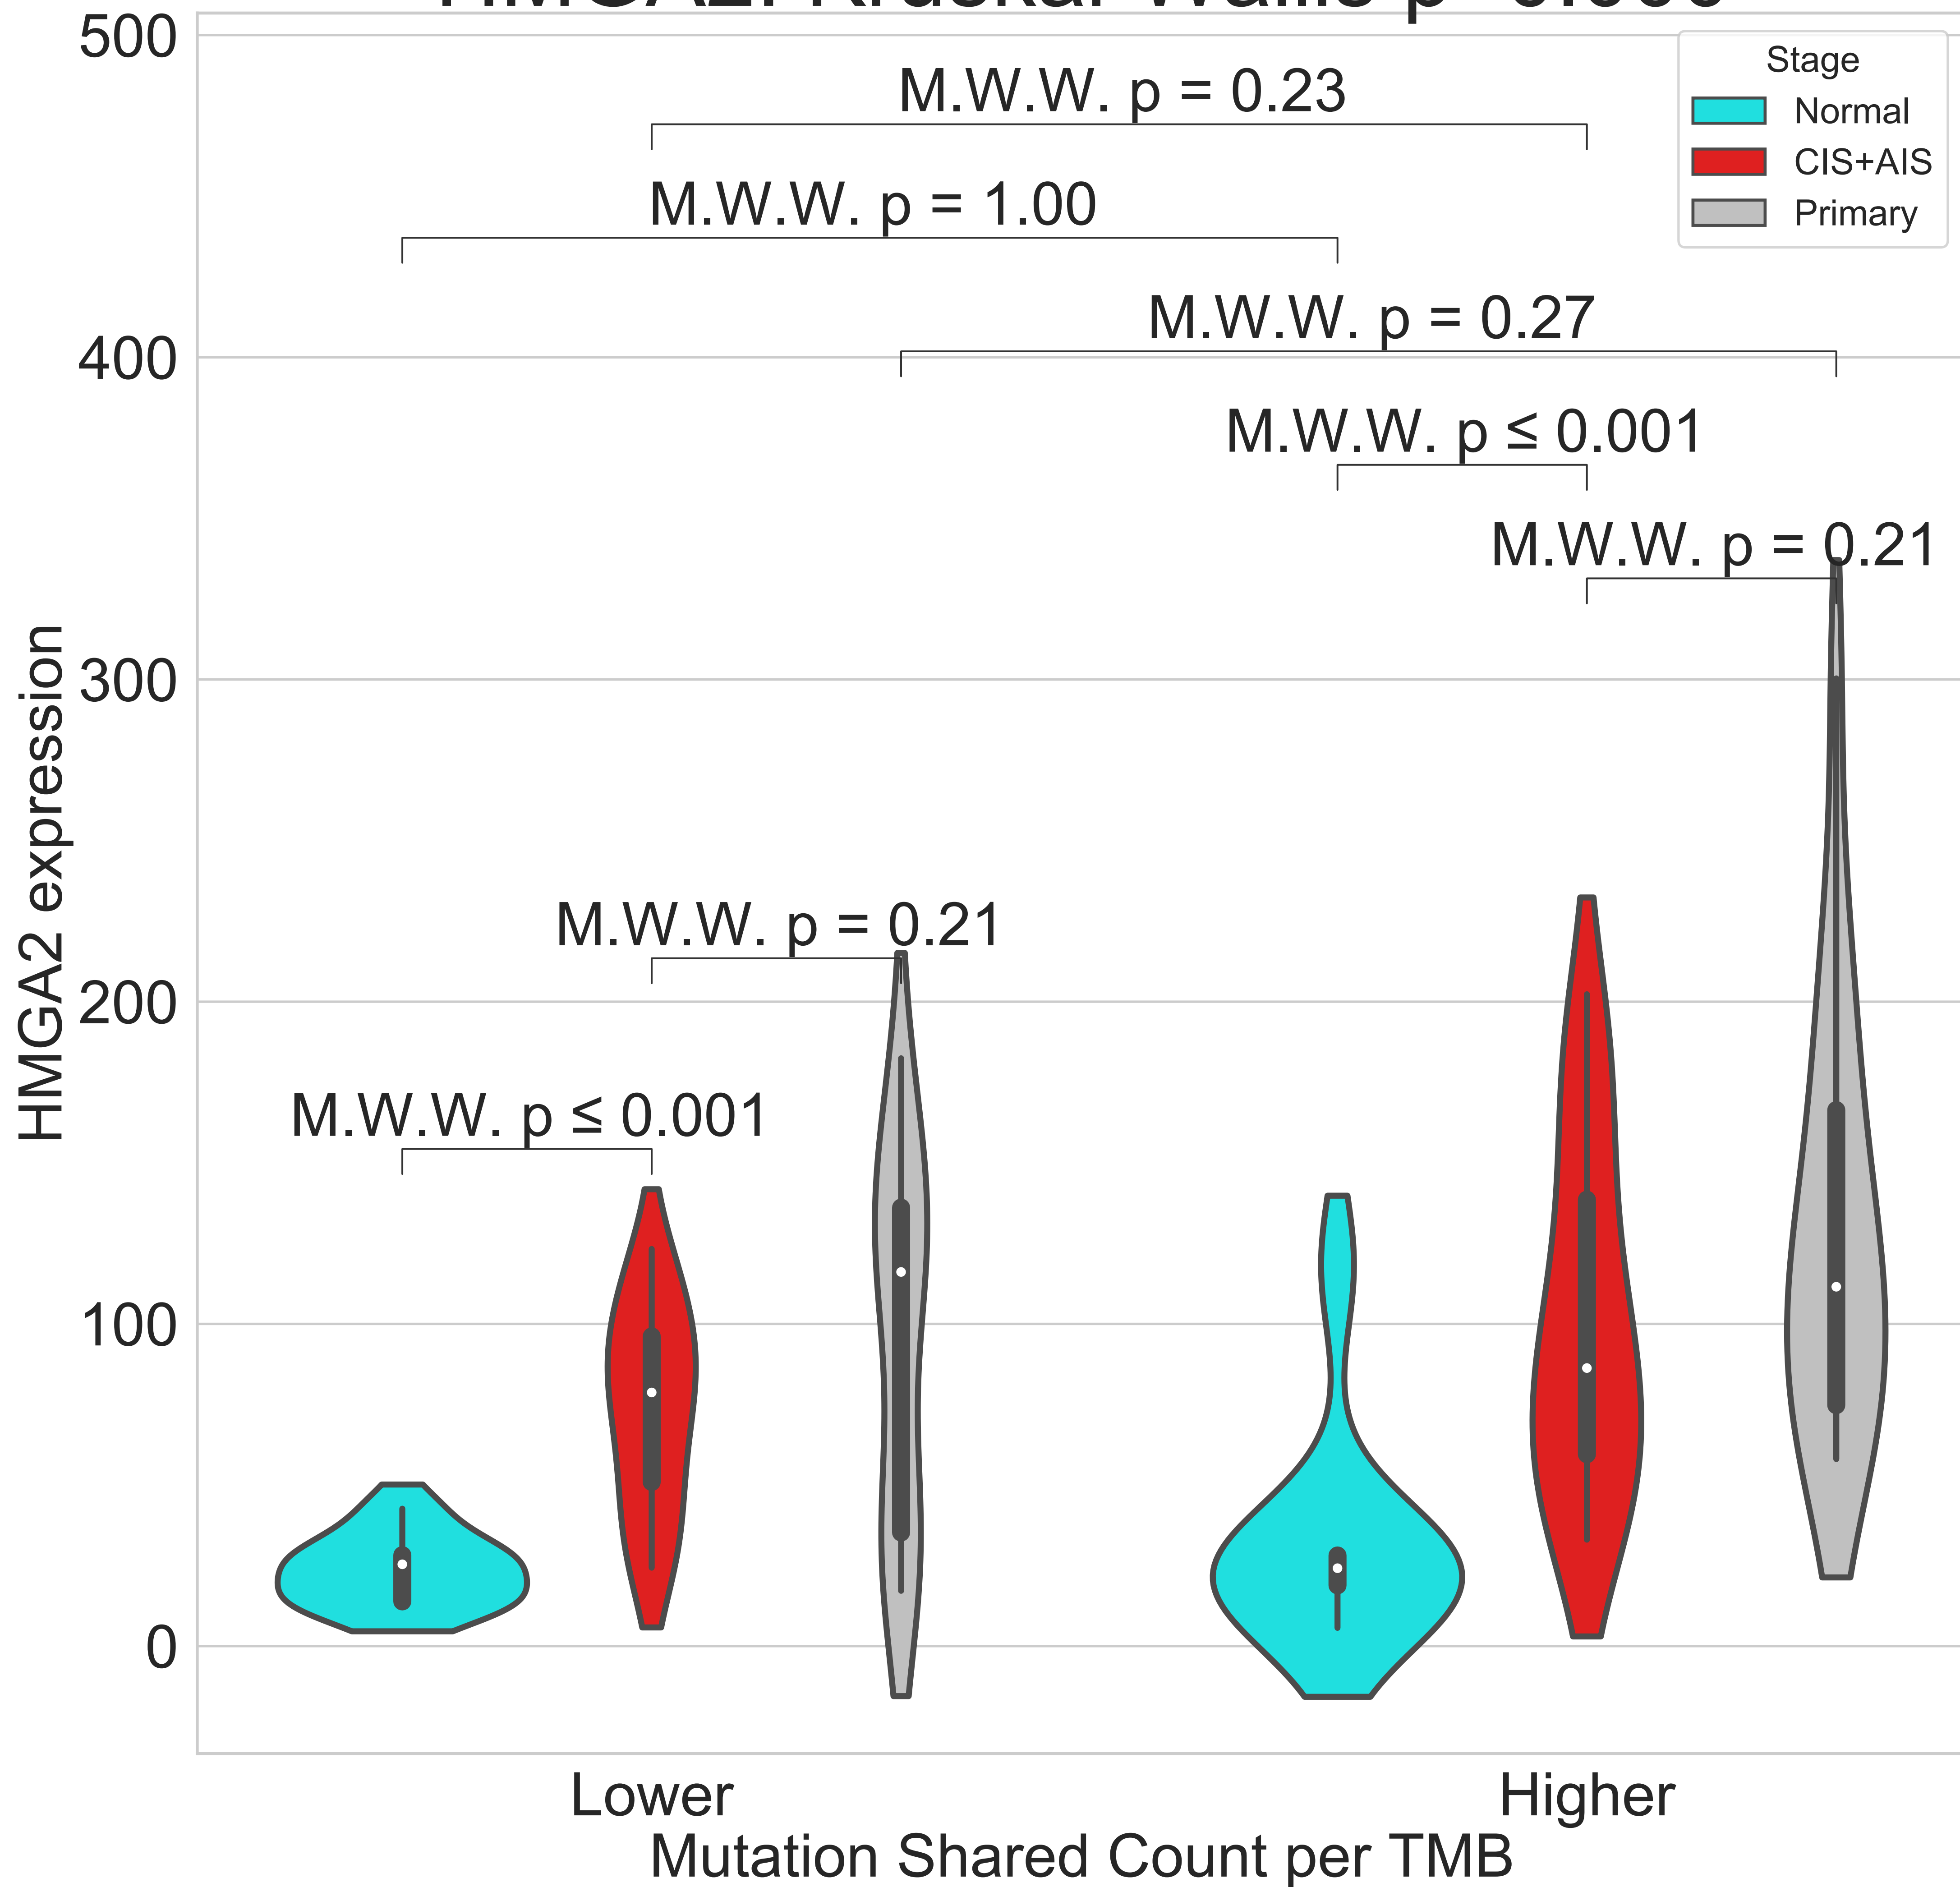 500
400
300
200
100
0
HMGA2 expression
M.W.W. p = 0.23
M.W.W. p = 1.00
M.W.W. p = 0.27
M.W.W. p ≤ 0.001
M.W.W. p = 0.21
M.W.W. p = 0.21
M.W.W. p ≤ 0.001
Stage
Normal
CIS+AIS
Primary
Lower
Higher
Mutation Shared Count per TMB